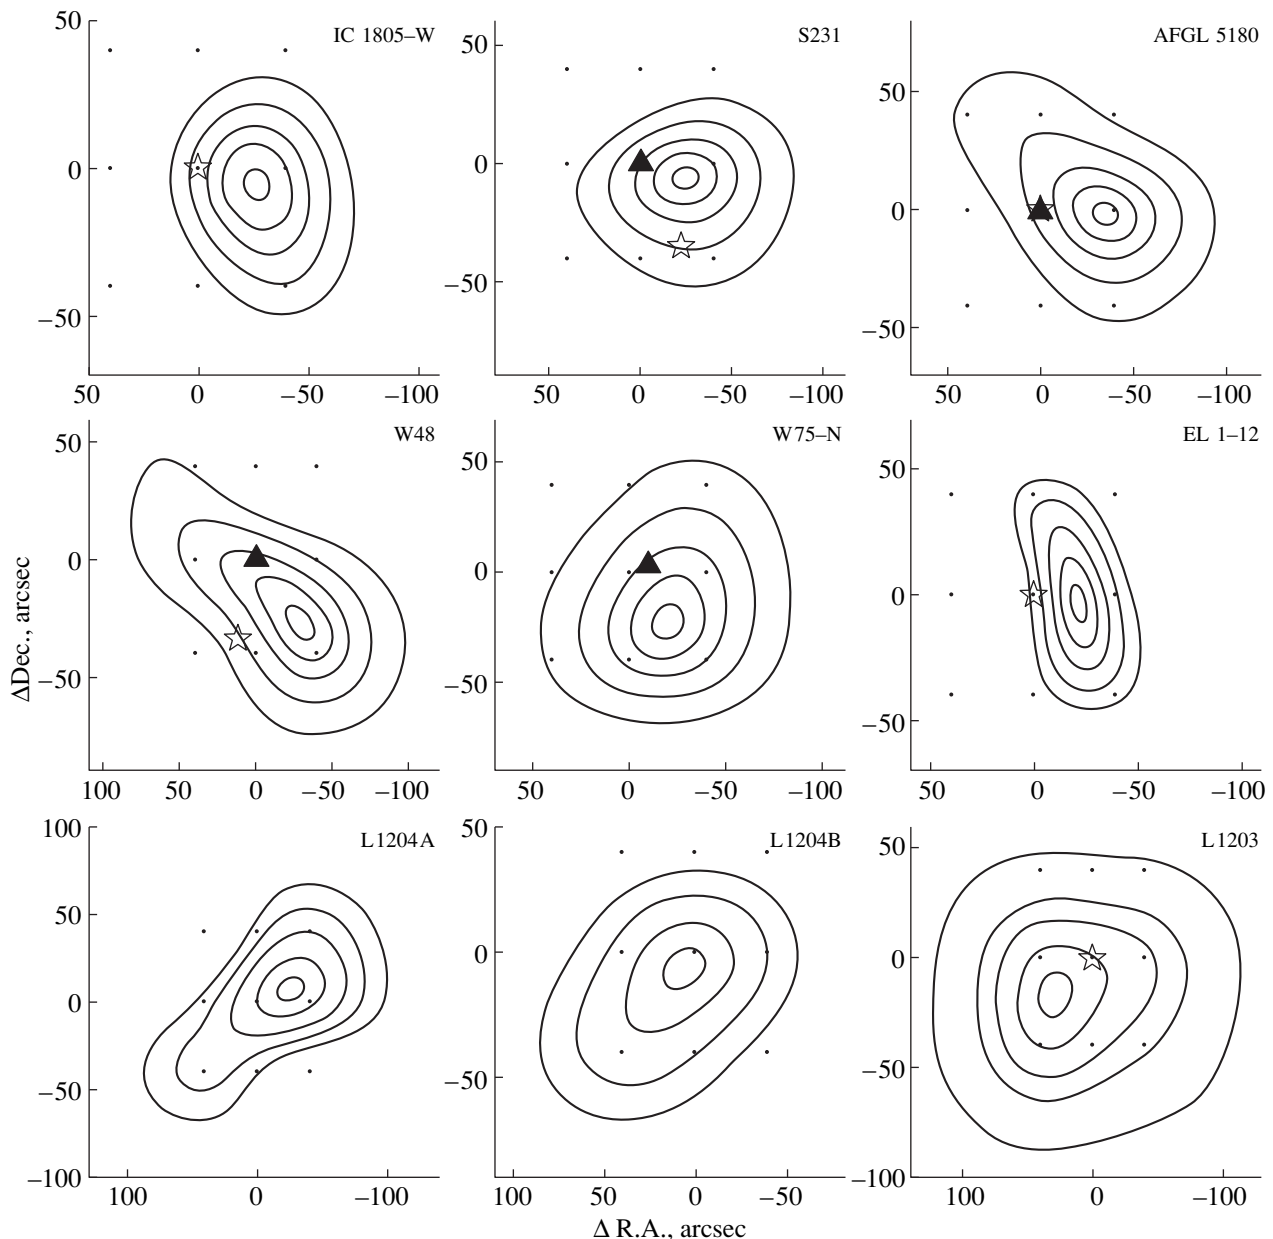 IC 1805–W
50
0
–50
50 0 –50 –100
S231
50
0
–50
50 0 –50 –100
AFGL 5180
50
0
–50
50 0 –50 –100
W48
50
0
–50
100 50 0 –50 –100
W75–N
50
0
–50
50 0 –50 –100
EL 1–12
50
0
–50
50 0 –50 –100
ΔDec., arcsec
L1204A
100
50
0
–50
–100
100 0 –100
L1204B
50
0
–50
100 50 0 –50
L1203
50
0
–50
–100
100 0 –100
Δ R.A., arcsec